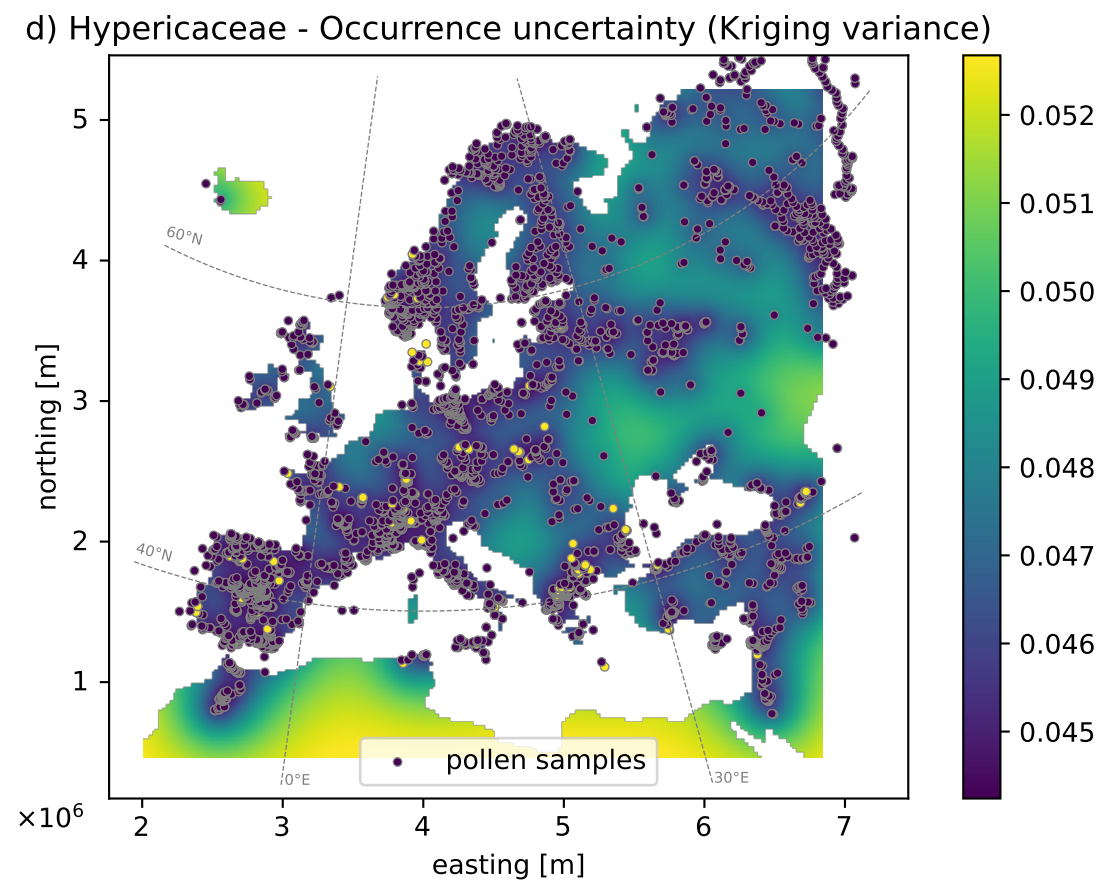 d) Hypericaceae - Occurrence uncertainty (Kriging variance)
northing [m]
5
4
3
2
1
60°N
40°N
0°E
30°E
pollen samples
×10⁶
2 3 4 5 6 7
easting [m]
0.052
0.051
0.050
0.049
0.048
0.047
0.046
0.045